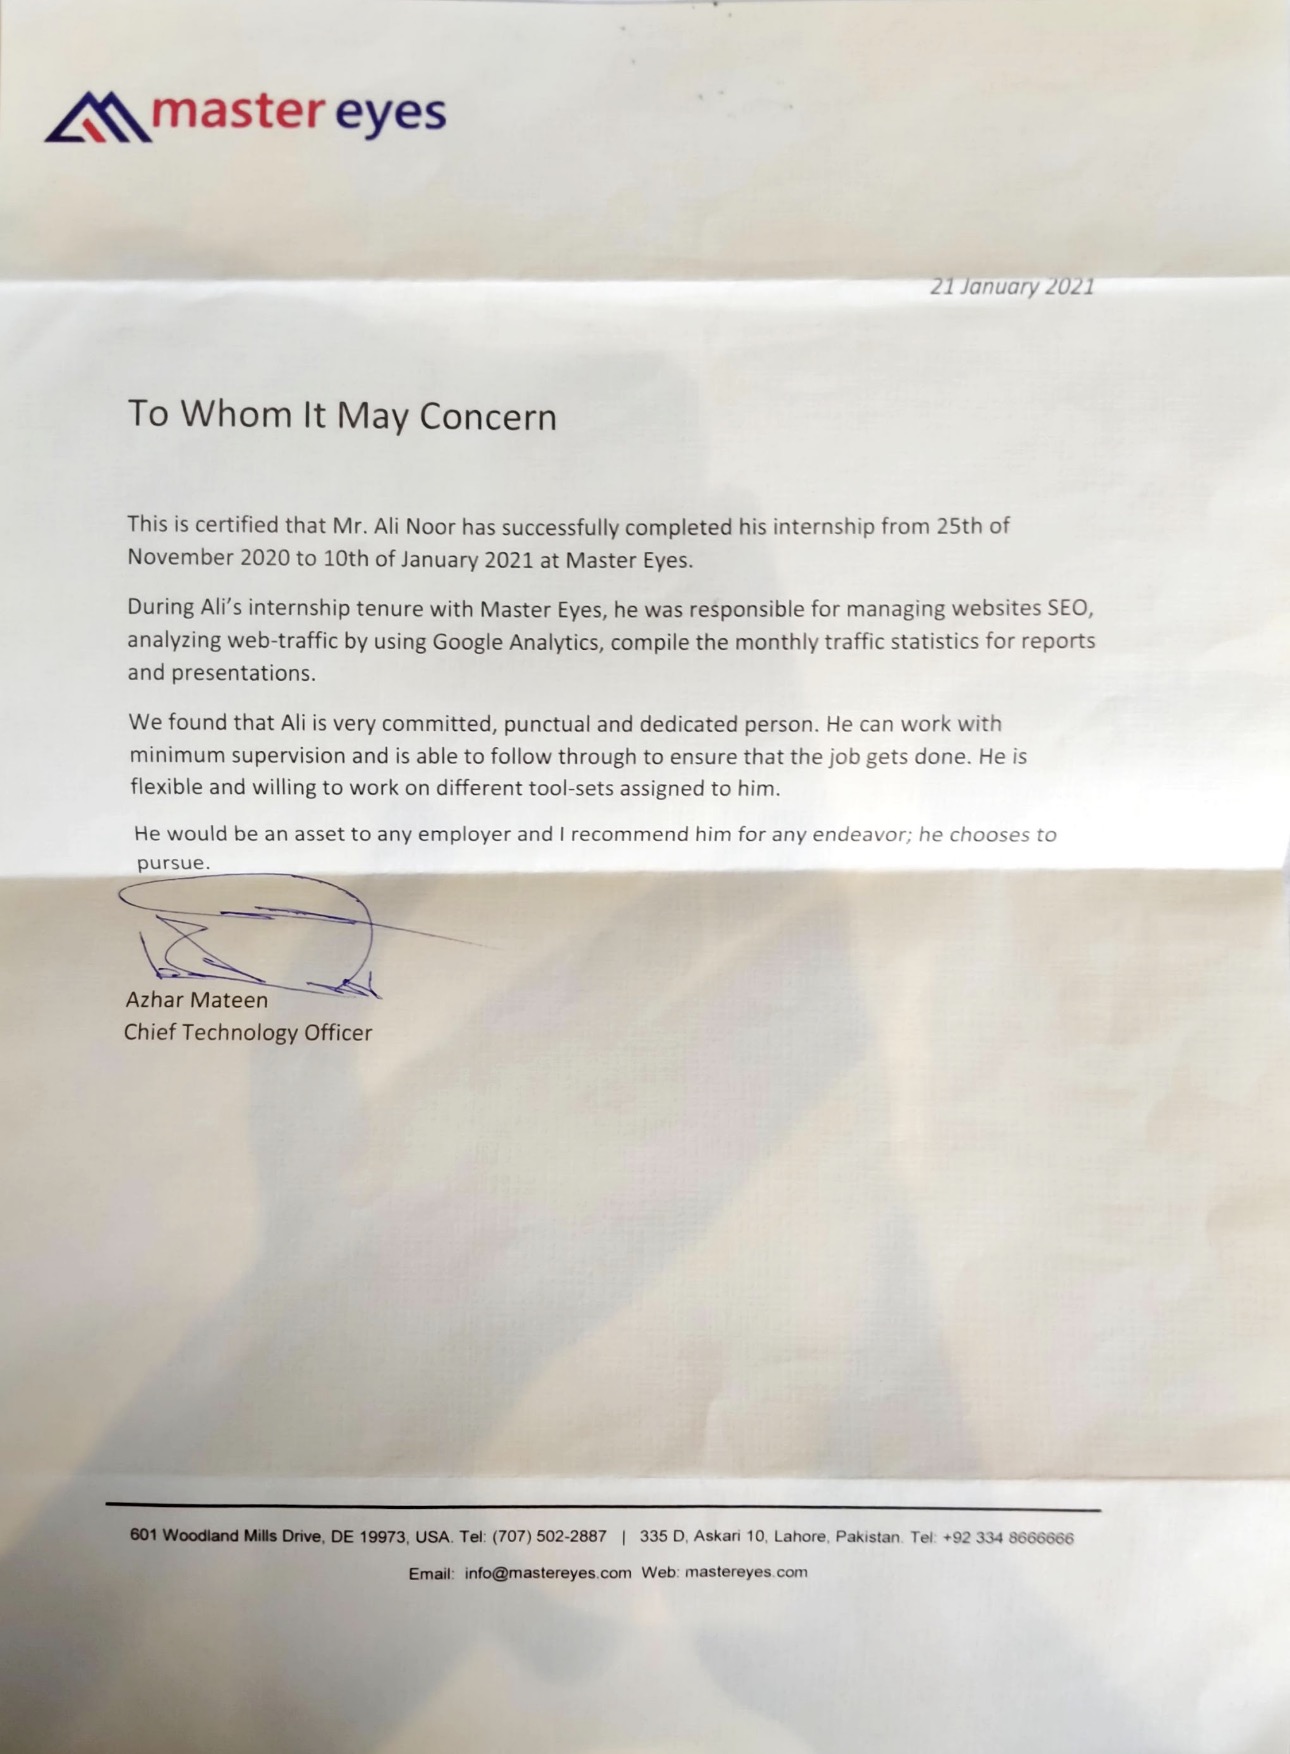 master eyes
21 January 2021
To Whom It May Concern
This is certified that Mr. Ali Noor has successfully completed his internship from 25th of
November 2020 to 10th of January 2021 at Master Eyes.
During Ali’s internship tenure with Master Eyes, he was responsible for managing websites SEO,
analyzing web-traffic by using Google Analytics, compile the monthly traffic statistics for reports
and presentations.
We found that Ali is very committed, punctual and dedicated person. He can work with
minimum supervision and is able to follow through to ensure that the job gets done. He is
flexible and willing to work on different tool-sets assigned to him.
He would be an asset to any employer and I recommend him for any endeavor; he chooses to
pursue.
Azhar Mateen
Chief Technology Officer
601 Woodland Mills Drive, DE 19973, USA. Tel: (707) 502-2887 | 335 D, Askari 10, Lahore, Pakistan. Tel: +92 334 8666666
Email: info@mastereyes.com Web: mastereyes.com